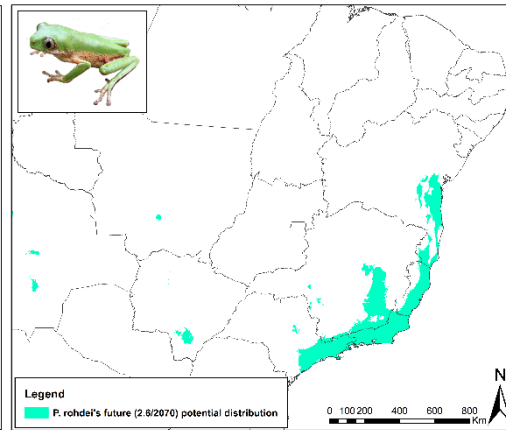 Legend
P. rohdei's future (2.6/2070) potential distribution
N
0 100 200 400 600 800
Km